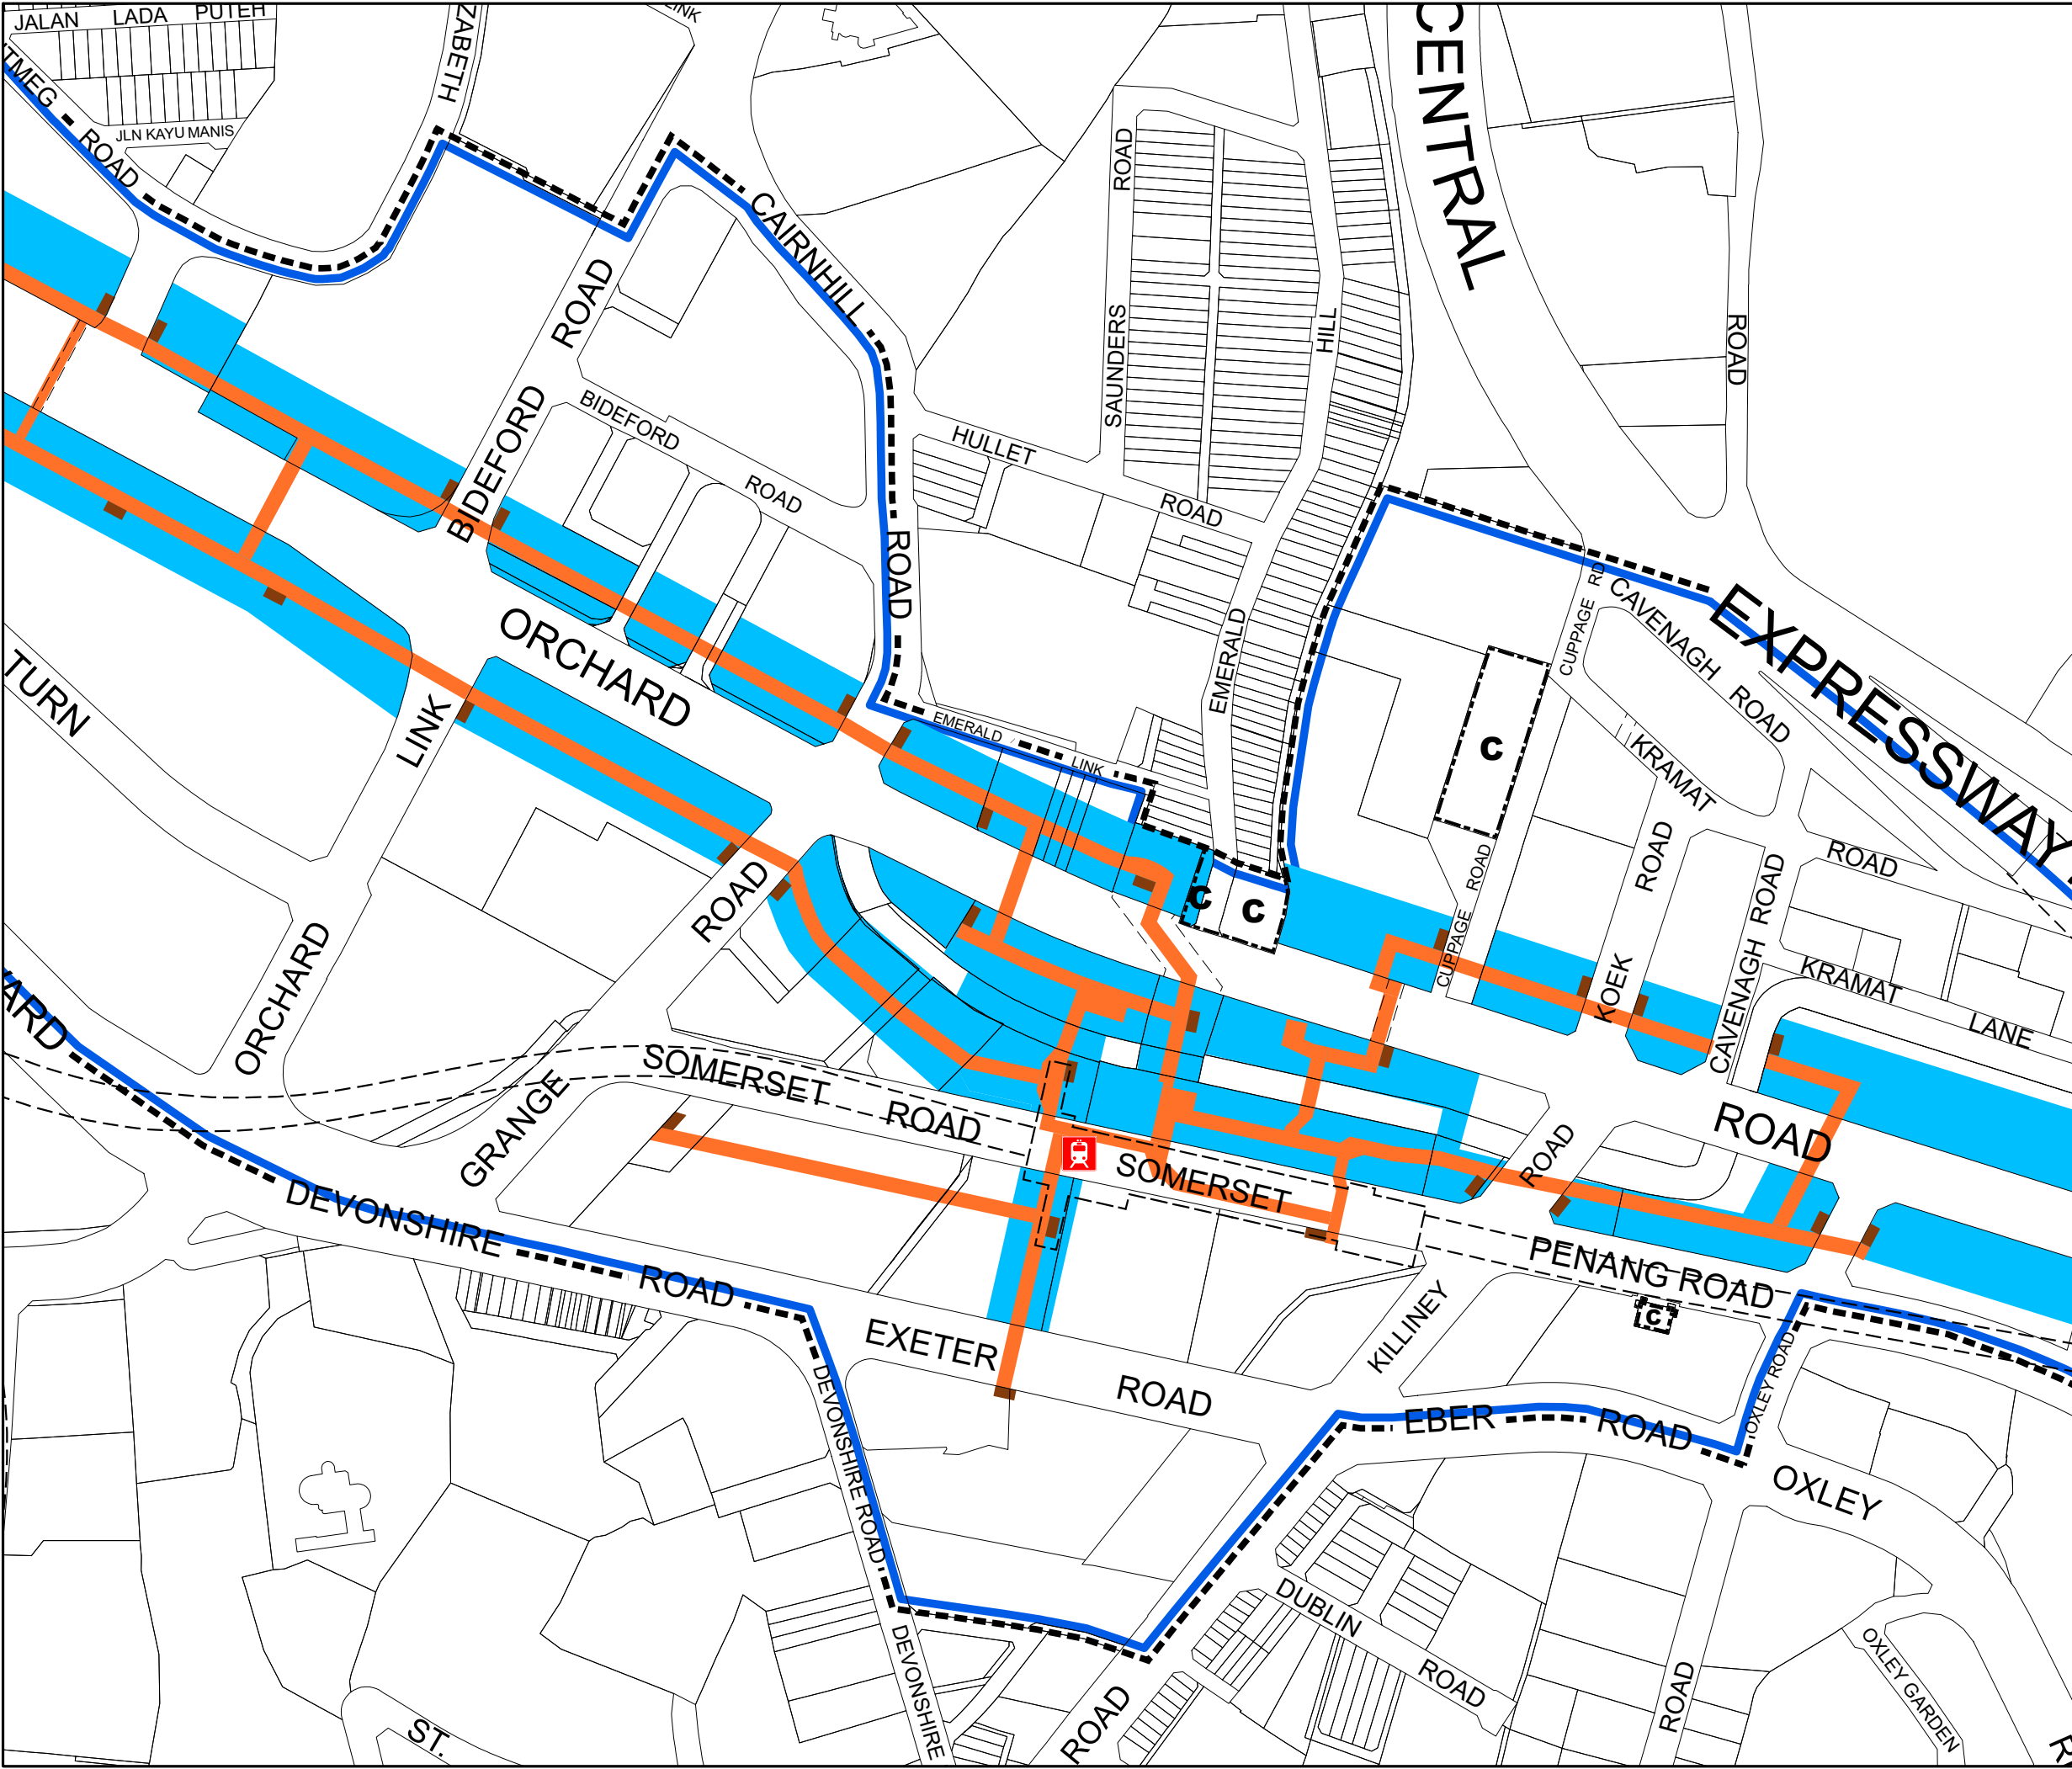 JALAN LADA PUTEH
ZABETH
LINK
CENTRAL
TMEG ROAD
JLN KAYU MANIS
CAIRNHILL ROAD
ROAD
SAUNDERS
HILL
EMERALD
ROAD
BIDEFORD ROAD
BIDEFORD ROAD
HULLET ROAD
ORCHARD
EMERALD LINK
CUPPAGE RD
CAVENAGH ROAD
EXPRESSWAY
KRAMAT
ROAD
C
C
C
CUPPAGE ROAD
CUPPAGE ROAD
KOEK ROAD
CAVENAGH ROAD
KRAMAT LANE
TURN
ORCHARD LINK
GRANGE ROAD
ARD
SOMERSET ROAD
SOMERSET
ROAD
ROAD
PENANG ROAD
C
DEVONSHIRE ROAD
EXETER ROAD
KILLINEY
OXLEY ROAD
EBER ROAD
OXLEY
DEVONSHIRE ROAD
DEVONSHIRE
DUBLIN ROAD
ROAD
ROAD
OXLEY GARDEN
ST.